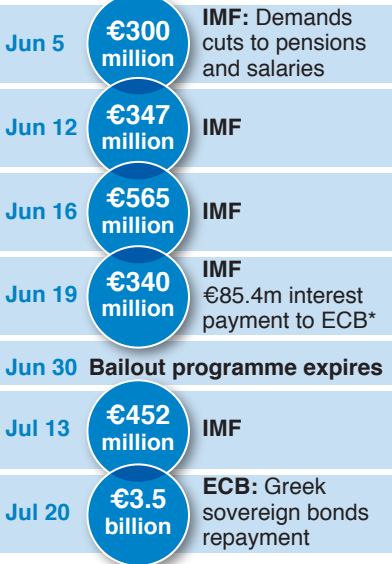 Jun 5
€300
million
IMF: Demands
cuts to pensions
and salaries
Jun 12
€347
million
IMF
Jun 16
€565
million
IMF
Jun 19
€340
million
IMF
€85.4m interest
payment to ECB*
Jun 30 Bailout programme expires
Jul 13
€452
million
IMF
Jul 20
€3.5
billion
ECB: Greek
sovereign bonds
repayment